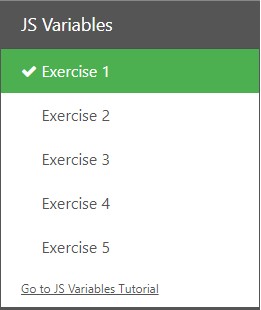 JS Variables
Exercise 1
Exercise 2
Exercise 3
Exercise 4
Exercise 5
Go to JS Variables Tutorial